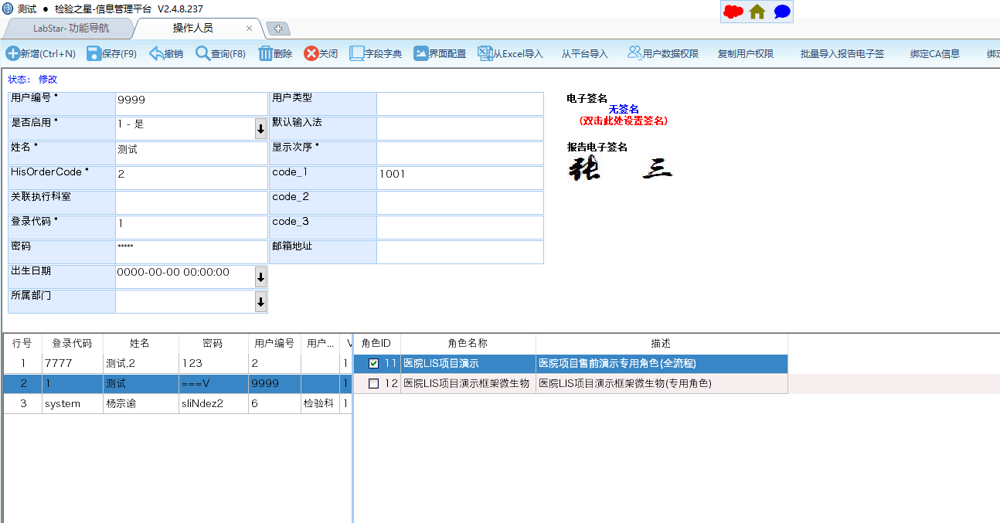 测试 ● 检验之星-信息管理平台 V2.4.8.237
LabStar- 功能导航 操作人员 ×
新增(Ctrl+N) 保存(F9) 撤销 查询(F8) 删除 关闭 字段字典 界面配置 从Excel导入 从平台导入 用户数据权限 复制用户权限 批量导入报告电子签 绑定CA信息 绑定
状态： 修改
用户编号 * 9999 用户类型
是否启用 * 1 - 是 默认输入法
姓名 * 测试 显示次序 *
HisOrderCode * 2 code_1 1001
关联执行科室 code_2
登录代码 * 1 code_3
密码 ***** 邮箱地址
出生日期 0000-00-00 00:00:00
所属部门
电子签名
无签名
(双击此处设置签名)
报告电子签名
张 三
行号 登录代码 姓名 密码 用户编号 用户... V
1 7777 测试,2 123 2 1
2 1 测试 ===V 9999 1
3 system 杨宗谕 sliNdez2 6 检验科 1
角色ID 角色名称 描述
11 医院LIS项目演示 医院项目售前演示专用角色(全流程)
12 医院LIS项目演示框架微生物 医院LIS项目演示框架微生物(专用角色)